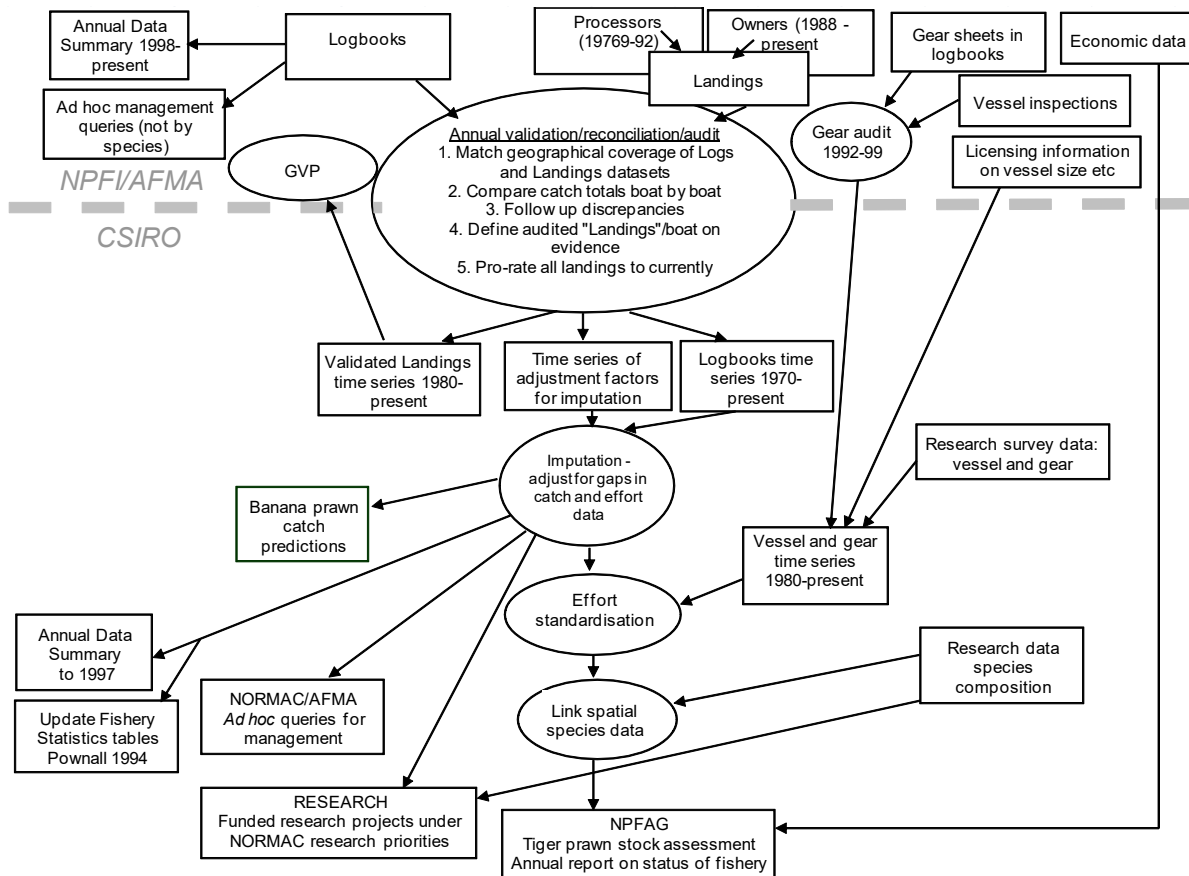 Annual Data
Summary 1998-
present
Logbooks
Processors
(19769-92)
Owners (1988 -
present
Landings
Gear sheets in
logbooks
Economic data
Ad hoc management
queries (not by
species)
Vessel inspections
Gear audit
1992-99
Licensing information
on vessel size etc
GVP
NPFI/AFMA
CSIRO
Annual validation/reconciliation/audit
1. Match geographical coverage of Logs
and Landings datasets
2. Compare catch totals boat by boat
3. Follow up discrepancies
4. Define audited "Landings"/boat on
evidence
5. Pro-rate all landings to currently
Validated Landings
time series 1980-
present
Time series of
adjustment factors
for imputation
Logbooks time
series 1970-
present
Imputation -
adjust for gaps in
catch and effort
data
Research survey data:
vessel and gear
Banana prawn
catch
predictions
Vessel and gear
time series
1980-present
Effort
standardisation
Annual Data
Summary
to 1997
Update Fishery
Statistics tables
Pownall 1994
NORMAC/AFMA
Ad hoc queries for
management
Link spatial
species data
Research data
species
composition
RESEARCH
Funded research projects under
NORMAC research priorities
NPFAG
Tiger prawn stock assessment
Annual report on status of fishery